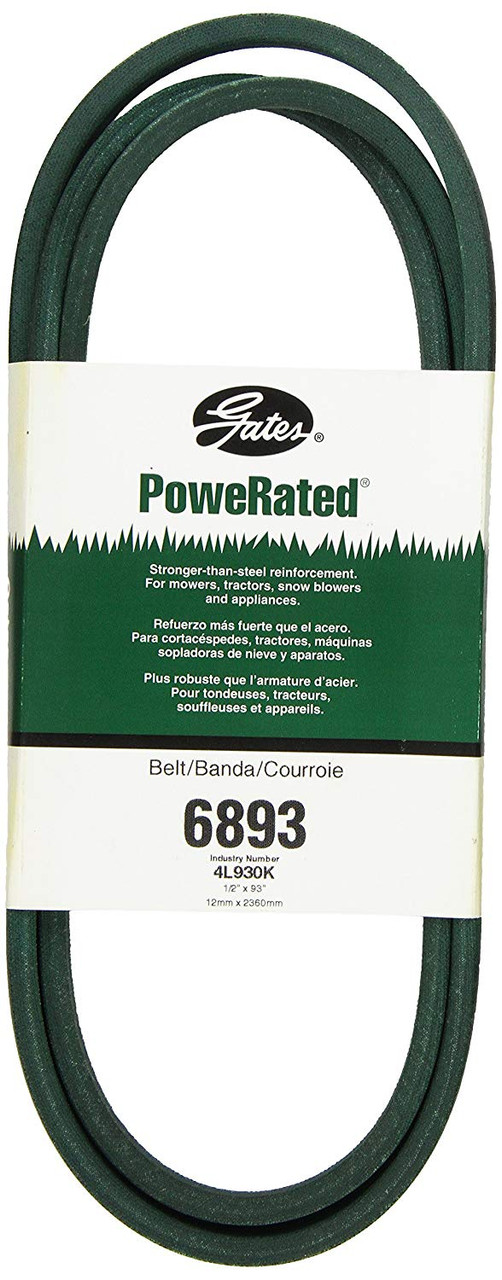 Gates®
PoweRated®
Stronger-than-steel reinforcement.
For mowers, tractors, snow blowers
and appliances.
Refuerzo más fuerte que el acero.
Para cortacéspedes, tractores, máquinas
sopladoras de nieve y aparatos.
Plus robuste que l'armature d'acier.
Pour tondeuses, tracteurs,
souffleuses et appareils.
Belt/Banda/Courroie
6893
Industry Number
4L930K
1/2" x 93"
12mm x 2360mm